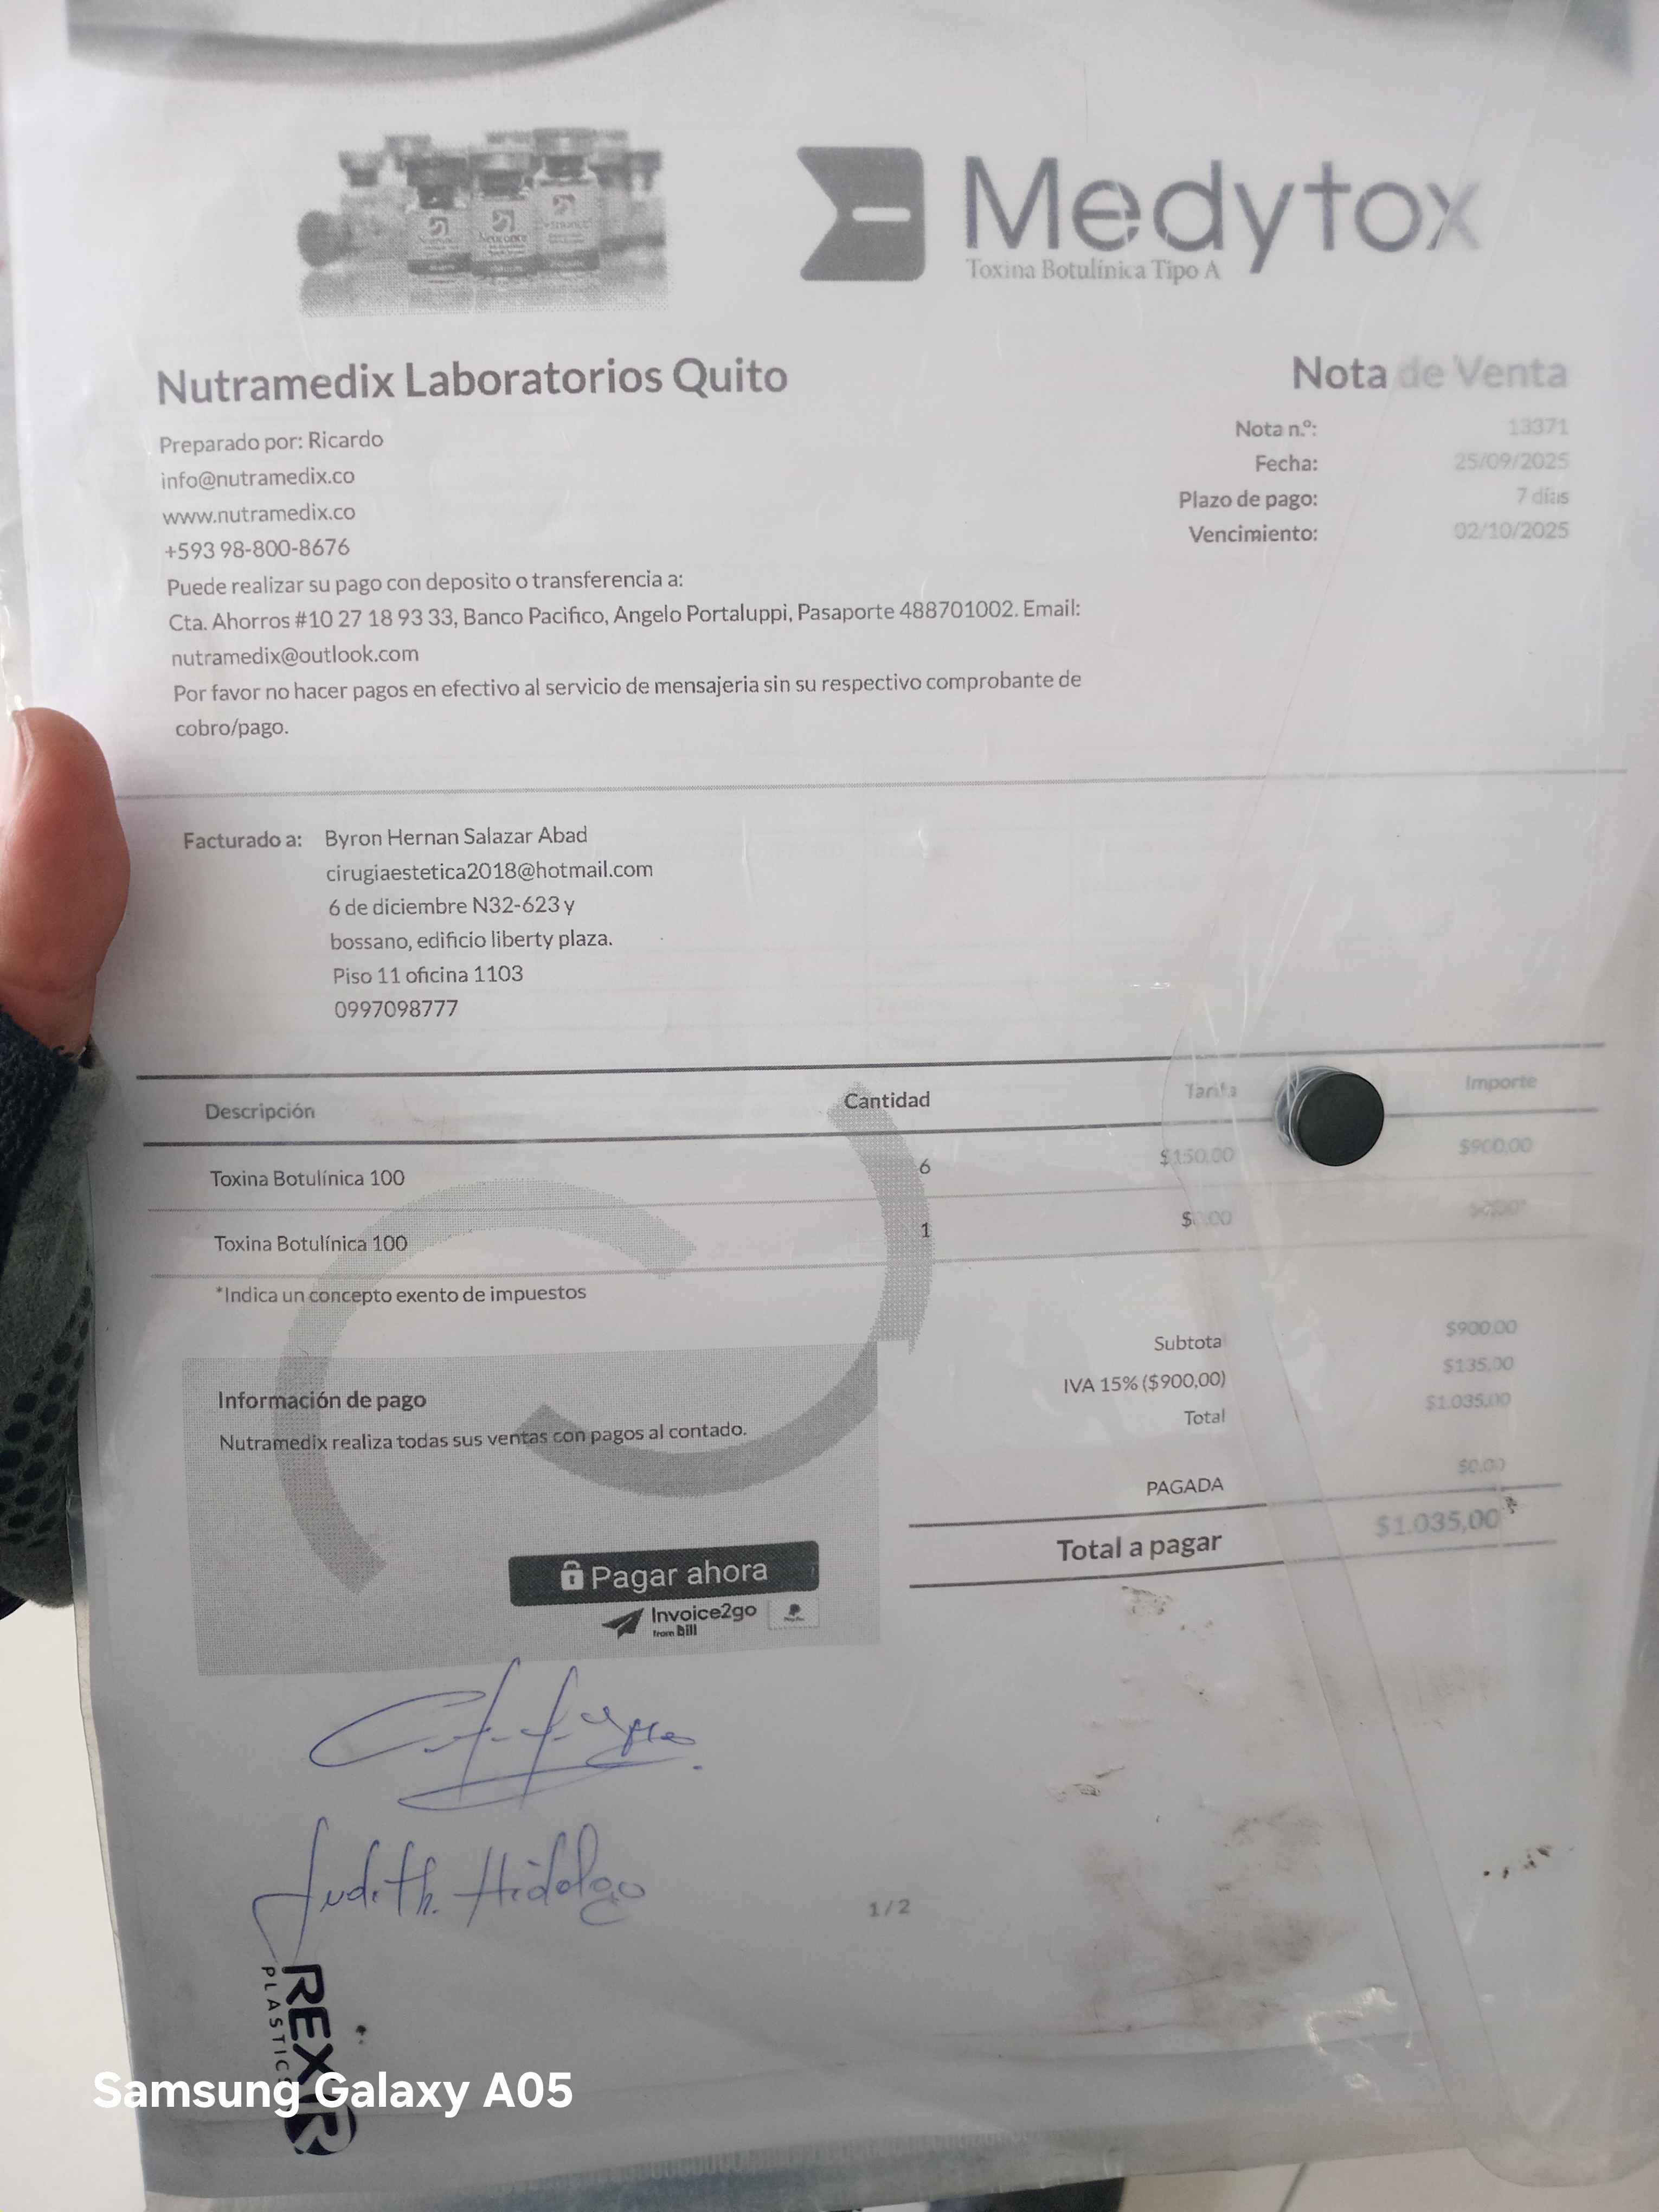 Medytox
Toxina Botulínica Tipo A
Nutramedix Laboratorios Quito
Nota de Venta
Preparado por: Ricardo
info@nutramedix.co
www.nutramedix.co
+593 98-800-8676
Nota n.º: 13371
Fecha: 25/09/2025
Plazo de pago: 7 días
Vencimiento: 02/10/2025
Puede realizar su pago con deposito o transferencia a:
Cta. Ahorros #10 27 18 93 33, Banco Pacifico, Angelo Portaluppi, Pasaporte 488701002. Email:
nutramedix@outlook.com
Por favor no hacer pagos en efectivo al servicio de mensajeria sin su respectivo comprobante de
cobro/pago.
Facturado a: Byron Hernan Salazar Abad
cirugiaestetica2018@hotmail.com
6 de diciembre N32-623 y
bossano, edificio liberty plaza.
Piso 11 oficina 1103
0997098777
Descripción Cantidad Tarifa Importe
Toxina Botulínica 100 6 $150.00 $900.00
Toxina Botulínica 100 1
*Indica un concepto exento de impuestos
Subtota $900.00
IVA 15% ($900,00) $135,00
Total $1.035,00
PAGADA $0.00
Total a pagar $1.035,00
Información de pago
Nutramedix realiza todas sus ventas con pagos al contado.
Pagar ahora
Invoice2go
from bill
Judith. Hidalgo
1 / 2
REX
PLASTIC
Samsung Galaxy A05